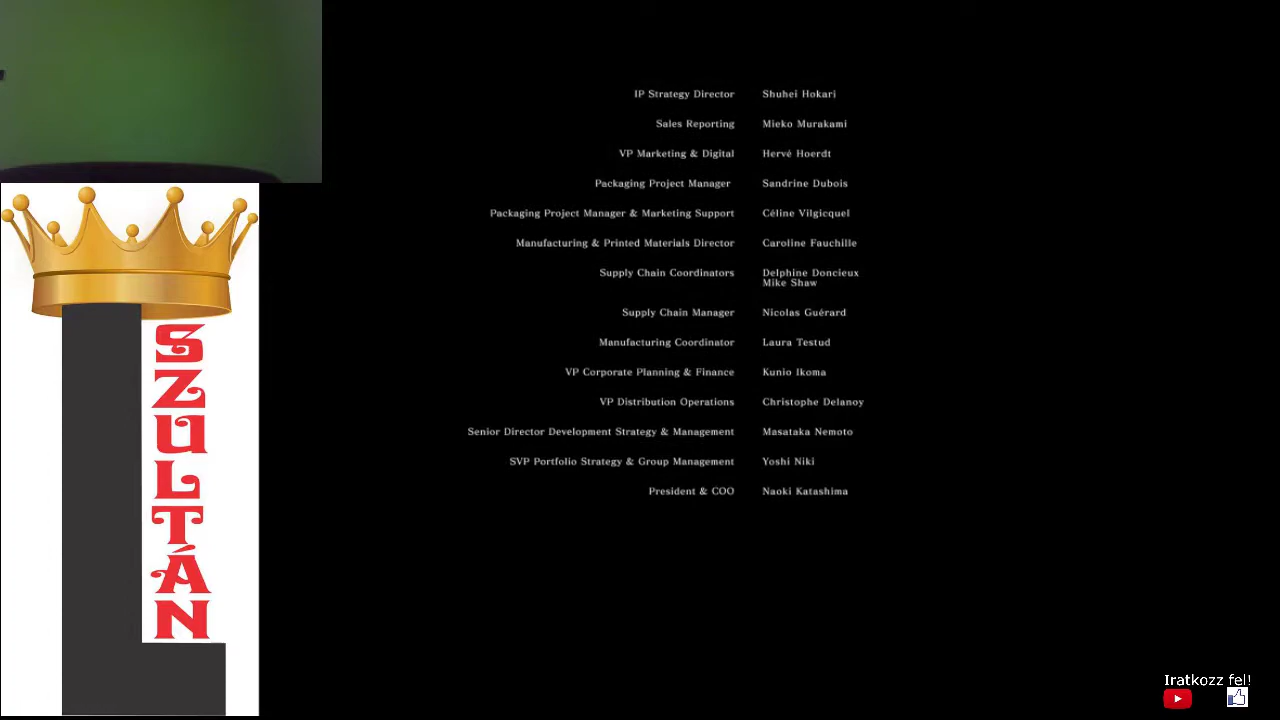 IP Strategy Director Shuhei Hokari
Sales Reporting Mieko Murakami
VP Marketing & Digital Hervé Hoerdt
Packaging Project Manager Sandrine Dubois
Packaging Project Manager & Marketing Support Céline Vilgicquel
Manufacturing & Printed Materials Director Caroline Fauchille
Supply Chain Coordinators Delphine Doncieux
Mike Shaw
Supply Chain Manager Nicolas Guérard
Manufacturing Coordinator Laura Testud
VP Corporate Planning & Finance Kunio Ikoma
VP Distribution Operations Christophe Delanoy
Senior Director Development Strategy & Management Masataka Nemoto
SVP Portfolio Strategy & Group Management Yoshi Niki
President & COO Naoki Katashima
L
SZULTÁN
Iratkozz fel!